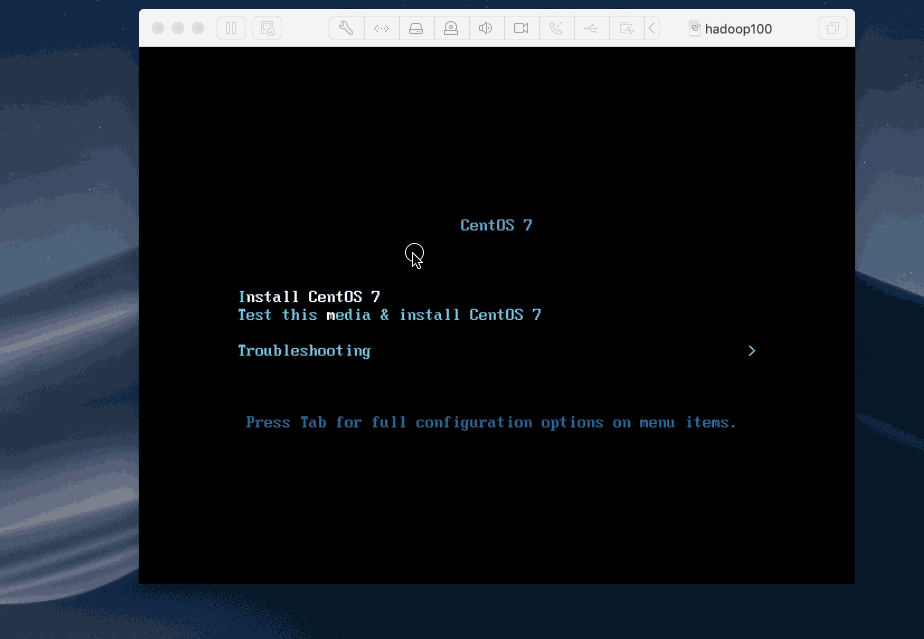 hadoop100
CentOS 7
Install CentOS 7
Test this media & install CentOS 7
Troubleshooting >
Press Tab for full configuration options on menu items.